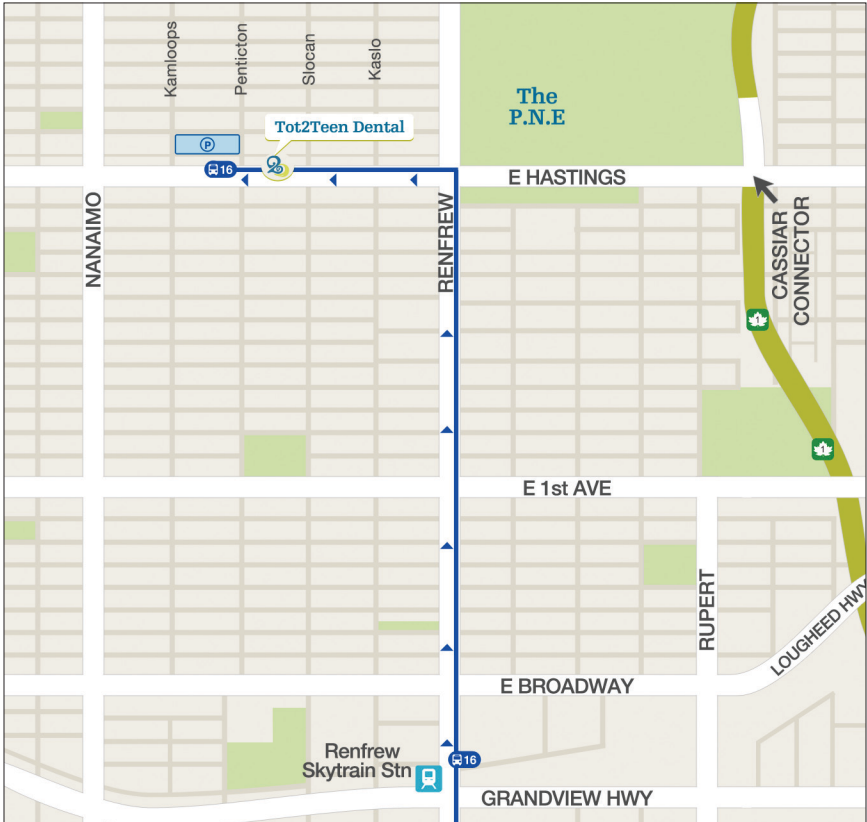 Kamloops
Penticton
Slocan
Kaslo
The
P.N.E
Tot2Teen Dental
P
16
E HASTINGS
NANAIMO
RENFREW
CASSIAR
CONNECTOR
1
1
E 1st AVE
RUPERT
LOUGHEED HWY
E BROADWAY
Renfrew
Skytrain Stn
16
GRANDVIEW HWY